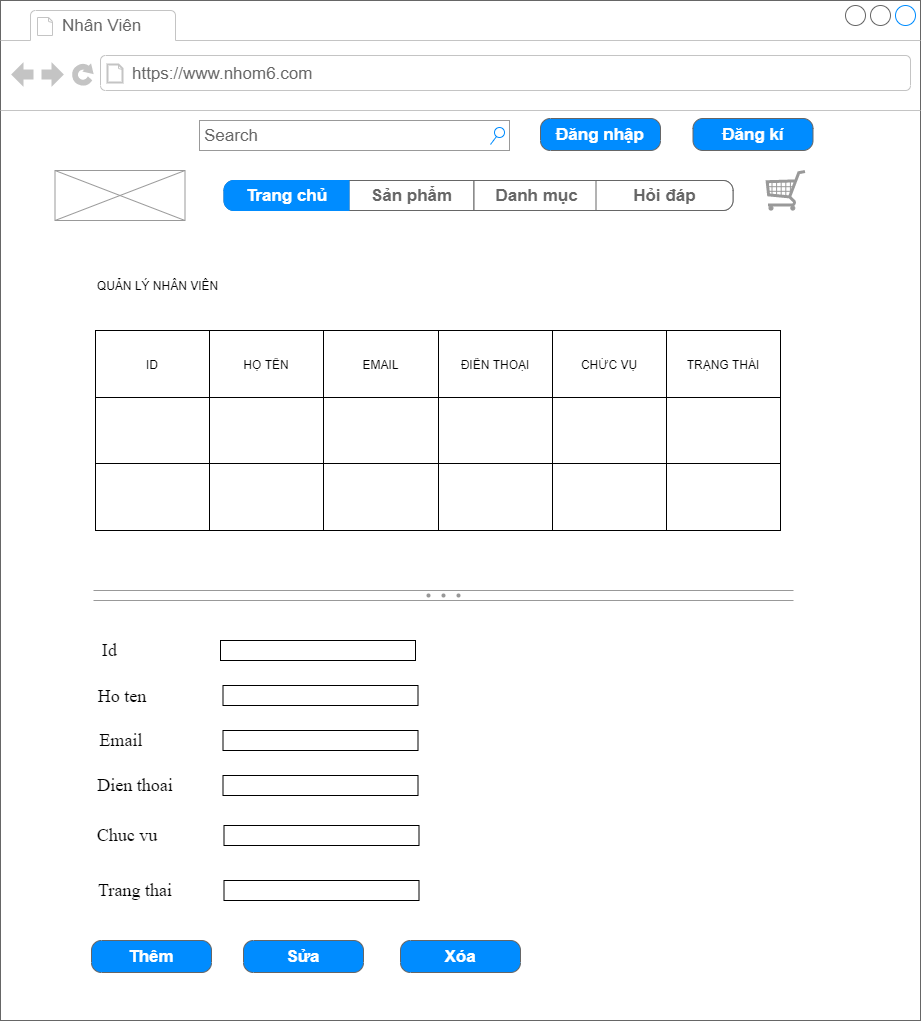 Nhân Viên
https://www.nhom6.com
Search
Đăng nhập
Đăng kí
Trang chủ
Sản phẩm
Danh mục
Hỏi đáp
QUẢN LÝ NHÂN VIÊN
ID
HỌ TÊN
EMAIL
ĐIỆN THOẠI
CHỨC VỤ
TRẠNG THÁI
Id
Ho ten
Email
Dien thoai
Chuc vu
Trang thai
Thêm
Sửa
Xóa